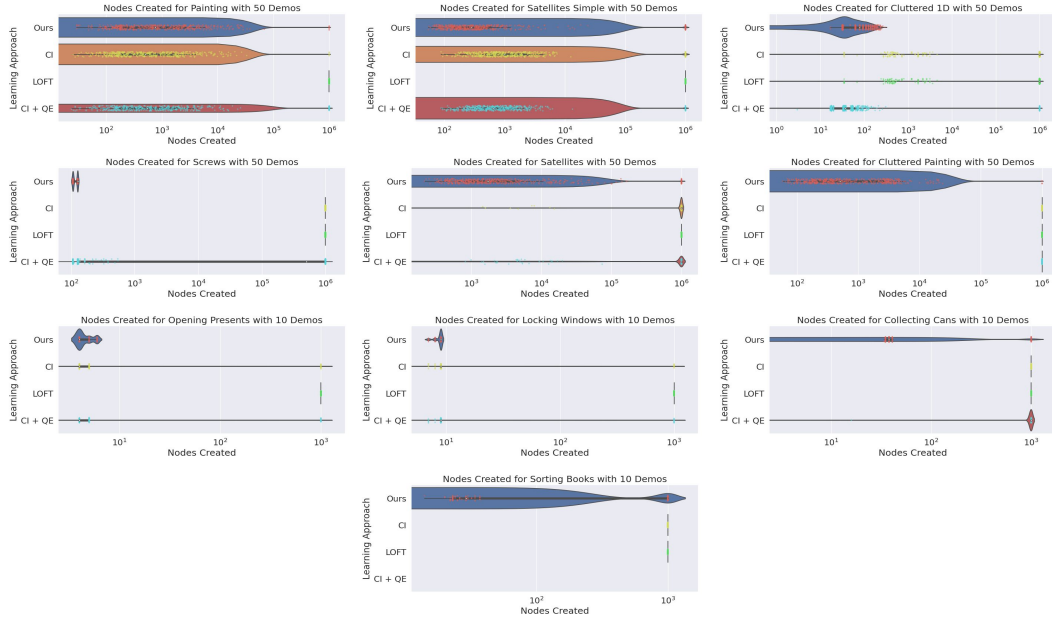 Nodes Created for Painting with 50 Demos
Learning Approach
Ours
CI
LOFT
CI + QE
10² 10³ 10⁴ 10⁵ 10⁶
Nodes Created
Nodes Created for Satellites Simple with 50 Demos
Learning Approach
Ours
CI
LOFT
CI + QE
10² 10³ 10⁴ 10⁵ 10⁶
Nodes Created
Nodes Created for Cluttered 1D with 50 Demos
Learning Approach
Ours
CI
LOFT
CI + QE
10⁰ 10¹ 10² 10³ 10⁴ 10⁵ 10⁶
Nodes Created
Nodes Created for Screws with 50 Demos
Learning Approach
Ours
CI
LOFT
CI + QE
10² 10³ 10⁴ 10⁵ 10⁶
Nodes Created
Nodes Created for Satellites with 50 Demos
Learning Approach
Ours
CI
LOFT
CI + QE
10² 10³ 10⁴ 10⁵ 10⁶
Nodes Created
Nodes Created for Cluttered Painting with 50 Demos
Learning Approach
Ours
CI
LOFT
CI + QE
10² 10³ 10⁴ 10⁵ 10⁶
Nodes Created
Nodes Created for Opening Presents with 10 Demos
Learning Approach
Ours
CI
LOFT
CI + QE
10¹ 10² 10³
Nodes Created
Nodes Created for Locking Windows with 10 Demos
Learning Approach
Ours
CI
LOFT
CI + QE
10¹ 10² 10³
Nodes Created
Nodes Created for Collecting Cans with 10 Demos
Learning Approach
Ours
CI
LOFT
CI + QE
10¹ 10² 10³
Nodes Created
Nodes Created for Sorting Books with 10 Demos
Learning Approach
Ours
CI
LOFT
CI + QE
10² 10³
Nodes Created